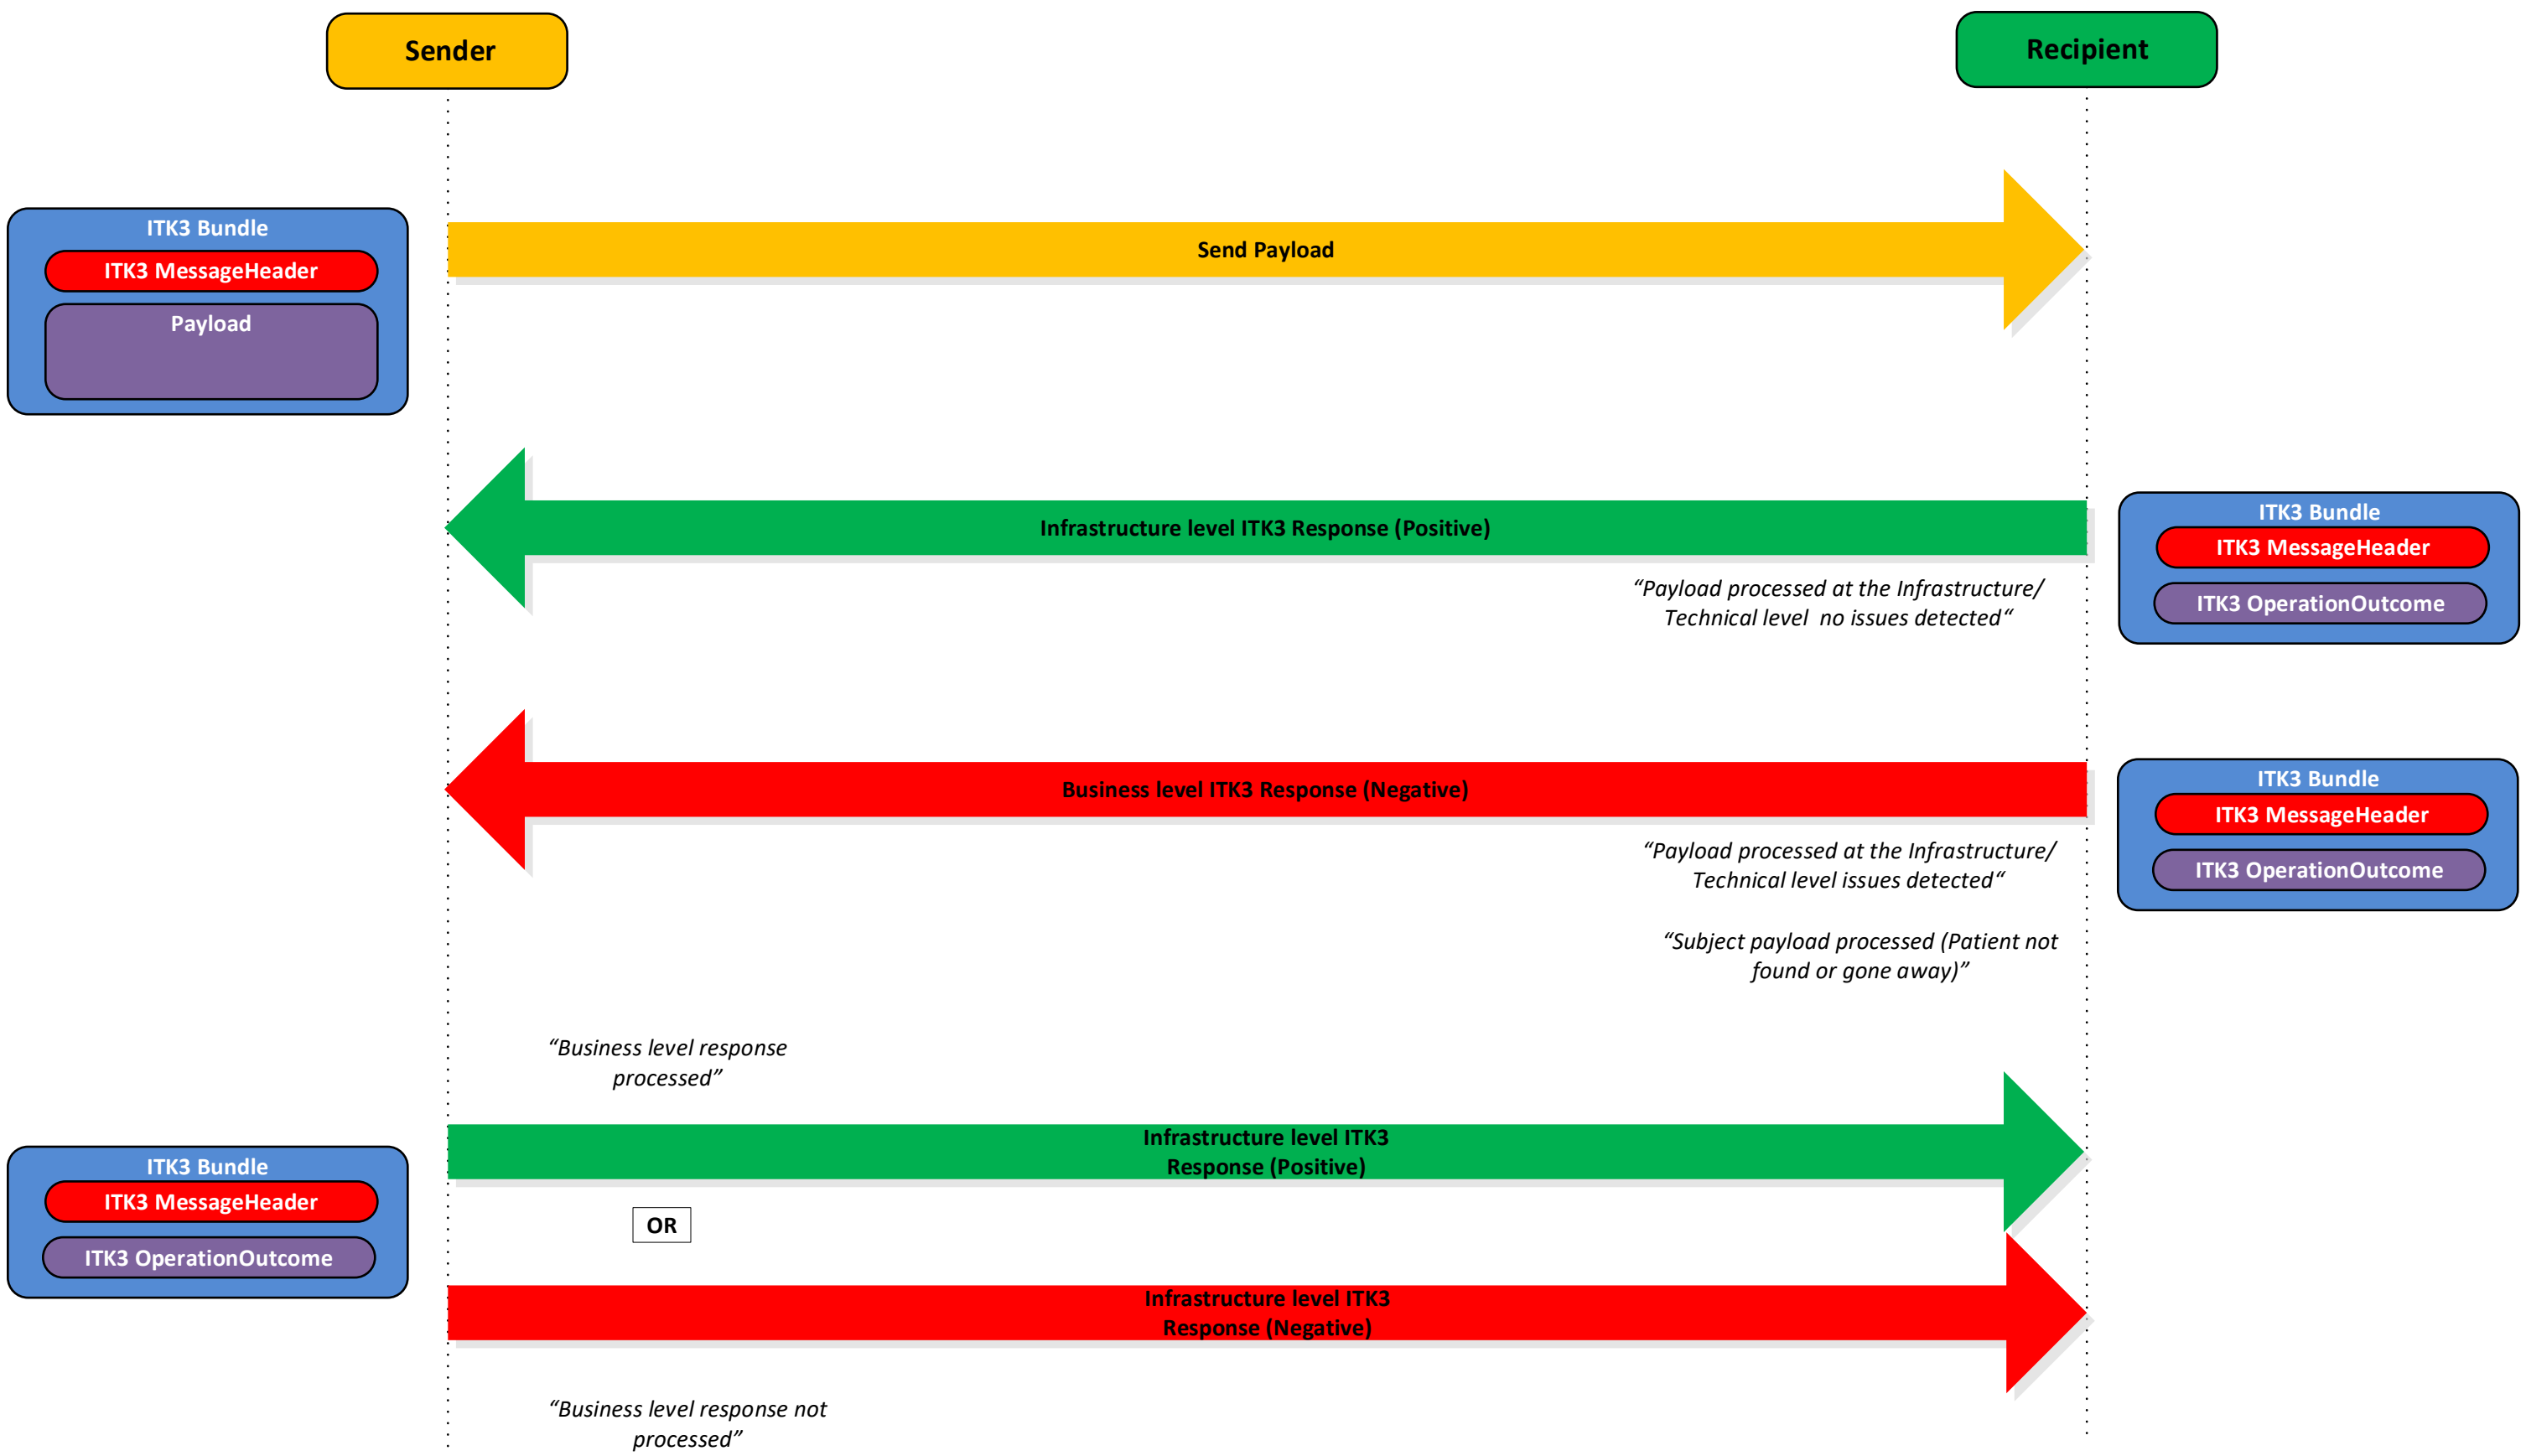 Sender
Recipient
ITK3 Bundle
ITK3 MessageHeader
Payload
Send Payload
Infrastructure level ITK3 Response (Positive)
“Payload processed at the Infrastructure/
Technical level  no issues detected“
ITK3 Bundle
ITK3 MessageHeader
ITK3 OperationOutcome
Business level ITK3 Response (Negative)
“Payload processed at the Infrastructure/
Technical level issues detected“
“Subject payload processed (Patient not
found or gone away)”
ITK3 Bundle
ITK3 MessageHeader
ITK3 OperationOutcome
“Business level response
processed”
Infrastructure level ITK3
Response (Positive)
ITK3 Bundle
ITK3 MessageHeader
ITK3 OperationOutcome
OR
Infrastructure level ITK3
Response (Negative)
“Business level response not
processed”